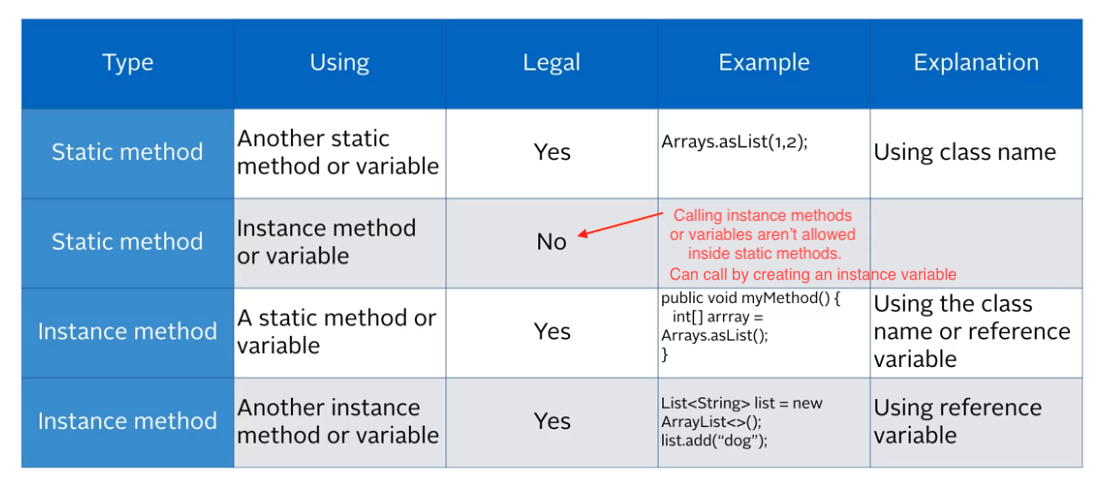 Type Using Legal Example Explanation
Static method
Another static
method or variable
Yes
Arrays.asList(1,2);
Using class name
Static method
Instance method
or variable
No
Calling instance methods
or variables aren't allowed
inside static methods.
Can call by creating an instance variable
Instance method
A static method or
variable
Yes
public void myMethod() {
int[] arrray =
Arrays.asList();
}
Using the class
name or reference
variable
Instance method
Another instance
method or variable
Yes
List<String> list = new
ArrayList<>();
list.add(“dog”);
Using reference
variable